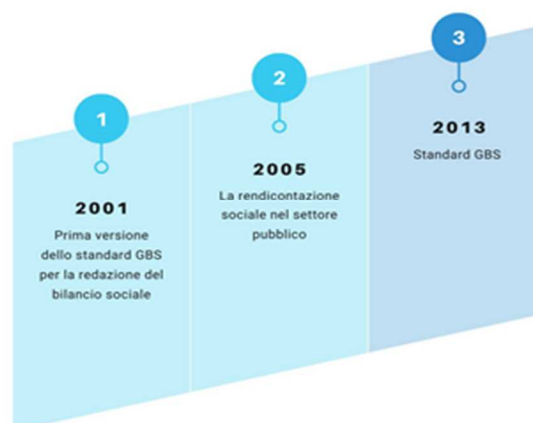 1
2001
Prima versione
dello standard GBS
per la redazione del
bilancio sociale
2
2005
La rendicontazione
sociale nel settore
pubblico
3
2013
Standard GBS